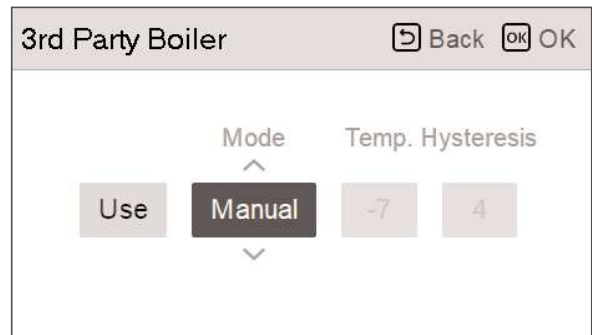 3rd Party Boiler Back OK OK
Mode Temp. Hysteresis
Use Manual -7 4